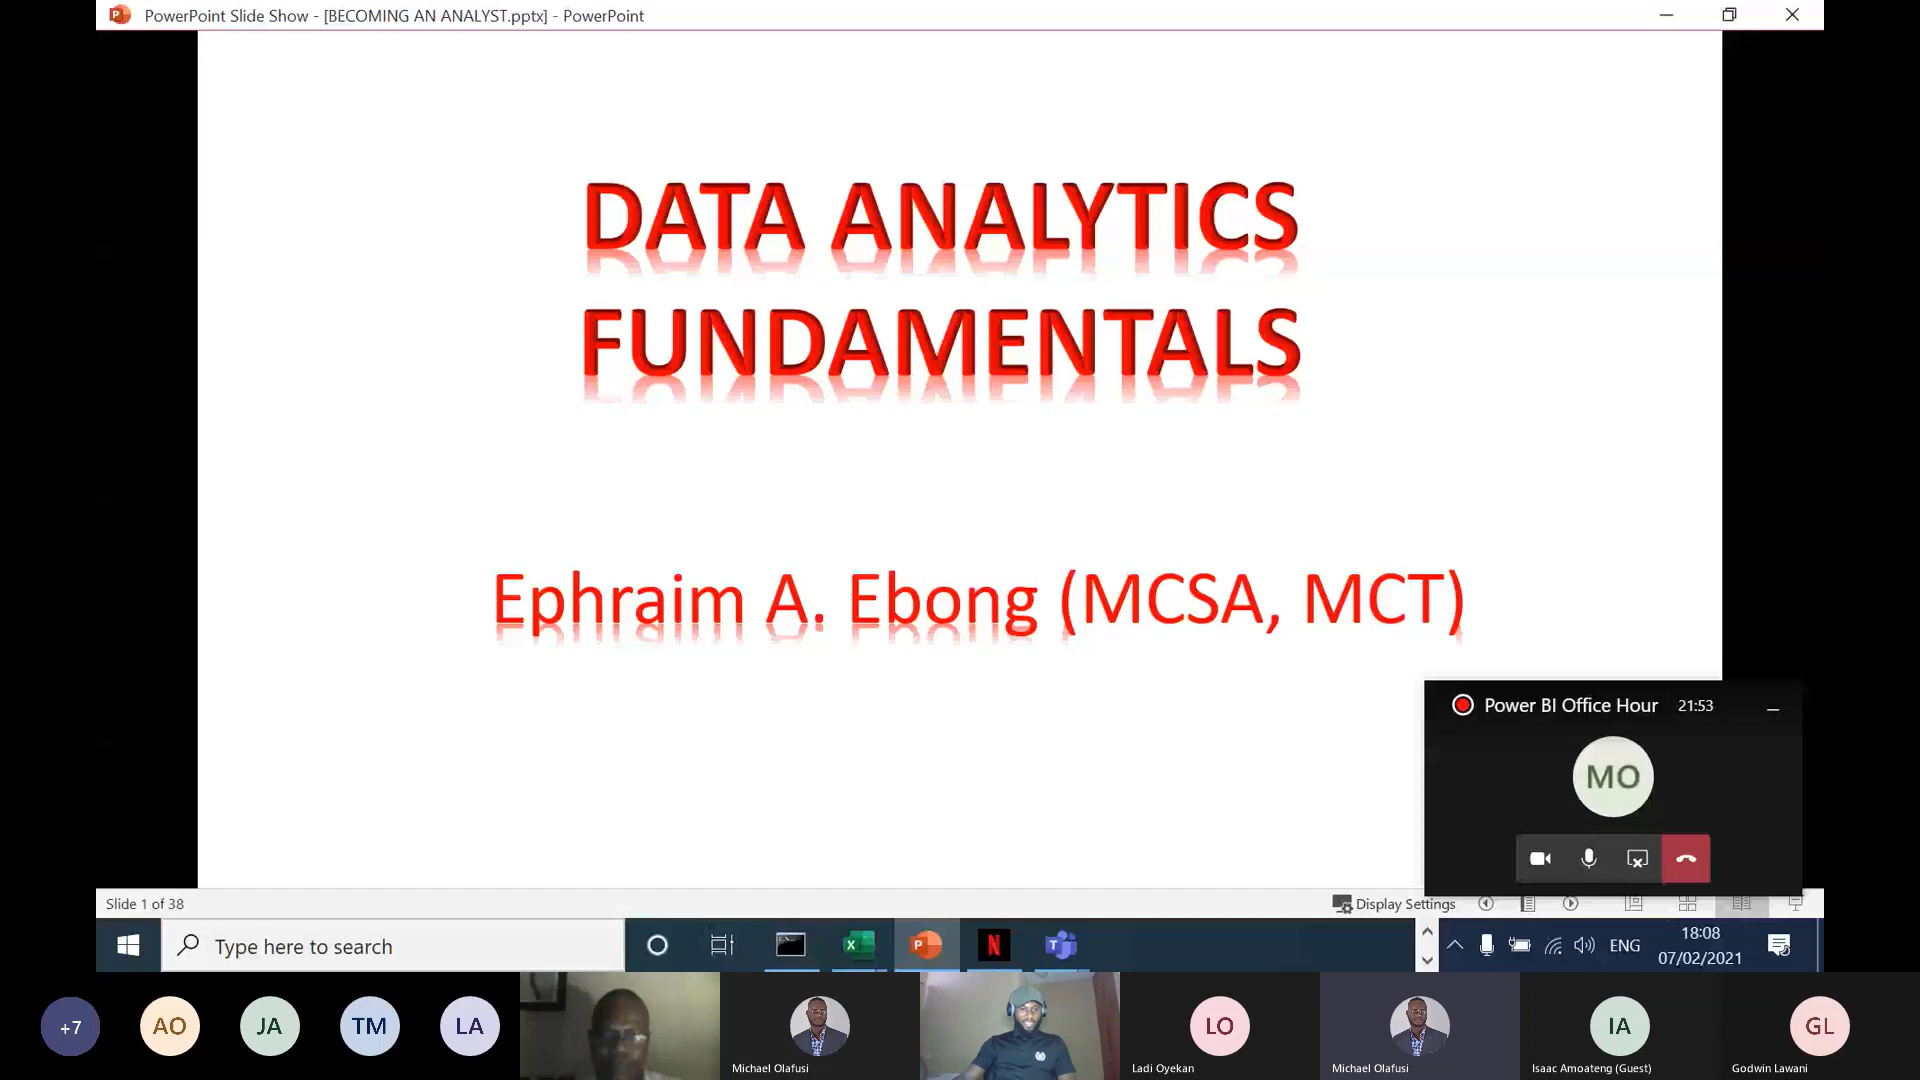 PowerPoint Slide Show - [BECOMING AN ANALYST.pptx] - PowerPoint
DATA ANALYTICS
FUNDAMENTALS
Ephraim A. Ebong (MCSA, MCT)
Power BI Office Hour 21:53
MO
Slide 1 of 38
Display Settings
Type here to search
ENG
18:08
07/02/2021
+7
AO
JA
TM
LA
Michael Olafusi
LO
Ladi Oyekan
Michael Olafusi
IA
Isaac Amoateng (Guest)
GL
Godwin Lawani